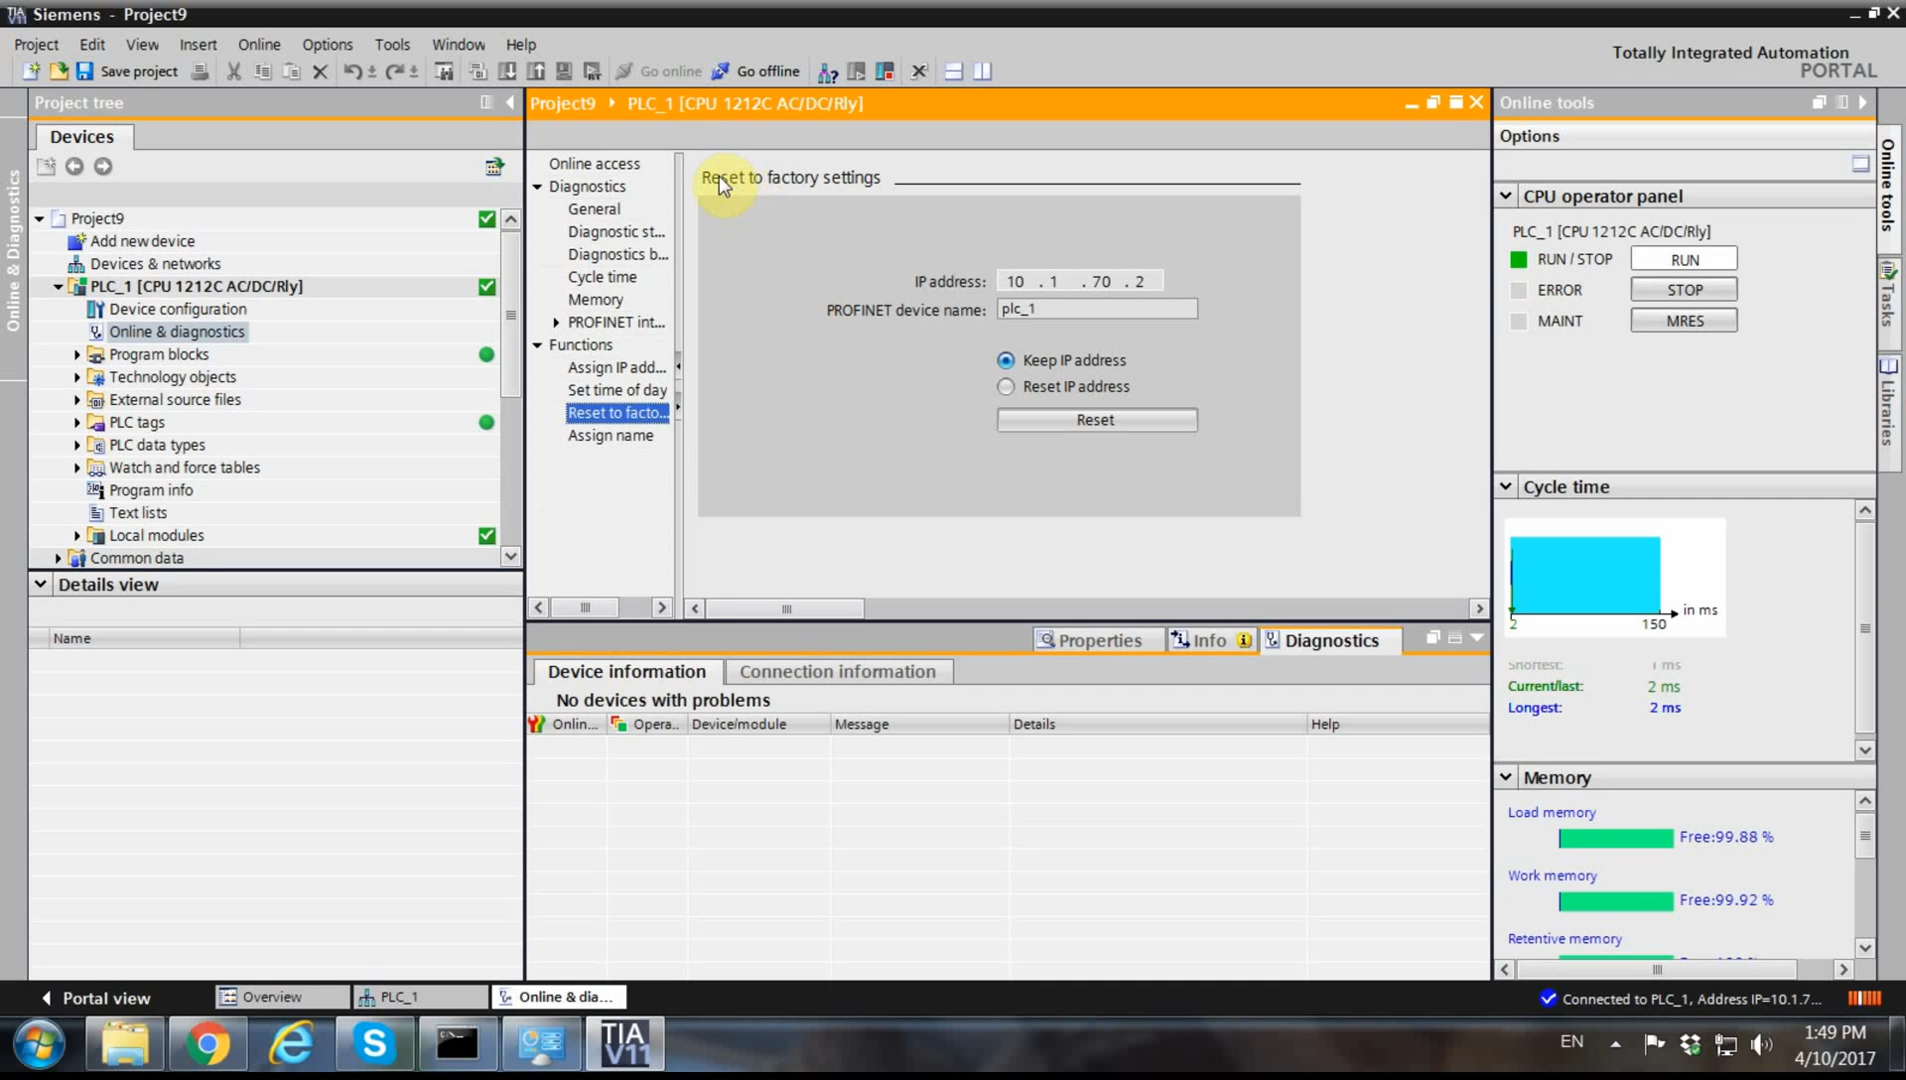 Siemens - Project9
Project Edit View Insert Online Options Tools Window Help
Totally Integrated Automation
PORTAL
Save project
Go online
Go offline
Project tree
Project9 PLC_1 [CPU 1212C AC/DC/Rly]
Online tools
Devices
Options
Online & Diagnostics
Project9
Add new device
Devices & networks
PLC_1 [CPU 1212C AC/DC/Rly]
Device configuration
Online & diagnostics
Program blocks
Technology objects
External source files
PLC tags
PLC data types
Watch and force tables
Program info
Text lists
Local modules
Common data
Details view
Name
Online access
Diagnostics
General
Diagnostic st...
Diagnostics b...
Cycle time
Memory
PROFINET int...
Functions
Assign IP add...
Set time of day
Reset to facto...
Assign name
Reset to factory settings
IP address: 10 . 1 . 70 . 2
PROFINET device name: plc_1
Keep IP address
Reset IP address
Reset
Properties Info Diagnostics
Device information Connection information
No devices with problems
Onlin... Opera.. Device/module Message Details Help
CPU operator panel
PLC_1 [CPU 1212C AC/DC/Rly]
RUN / STOP RUN
ERROR STOP
MAINT MRES
Cycle time
in ms
2 150
Shortest: 1 ms
Current/last: 2 ms
Longest: 2 ms
Memory
Load memory
Free:99.88 %
Work memory
Free:99.92 %
Retentive memory
Online tools
Tasks
Libraries
Portal view Overview PLC_1 Online & dia...
Connected to PLC_1, Address IP=10.1.7...
TIA
V11
EN
1:49 PM
4/10/2017